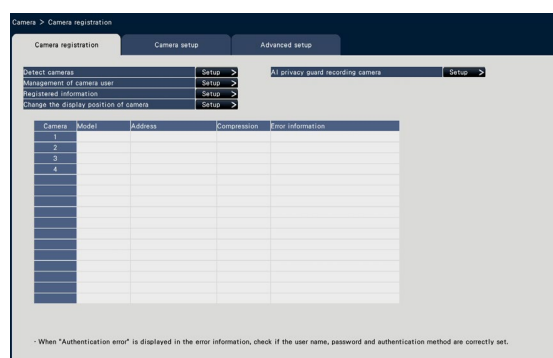 Camera > Camera registration
Camera registration Camera setup Advanced setup
Detect cameras Setup > AI privacy guard recording camera Setup >
Management of camera user Setup >
Registered information Setup >
Change the display position of camera Setup >
Camera Model Address Compression Error information
1
2
3
4
- When "Authentication error" is displayed in the error information, check if the user name, password and authentication method are correctly set.